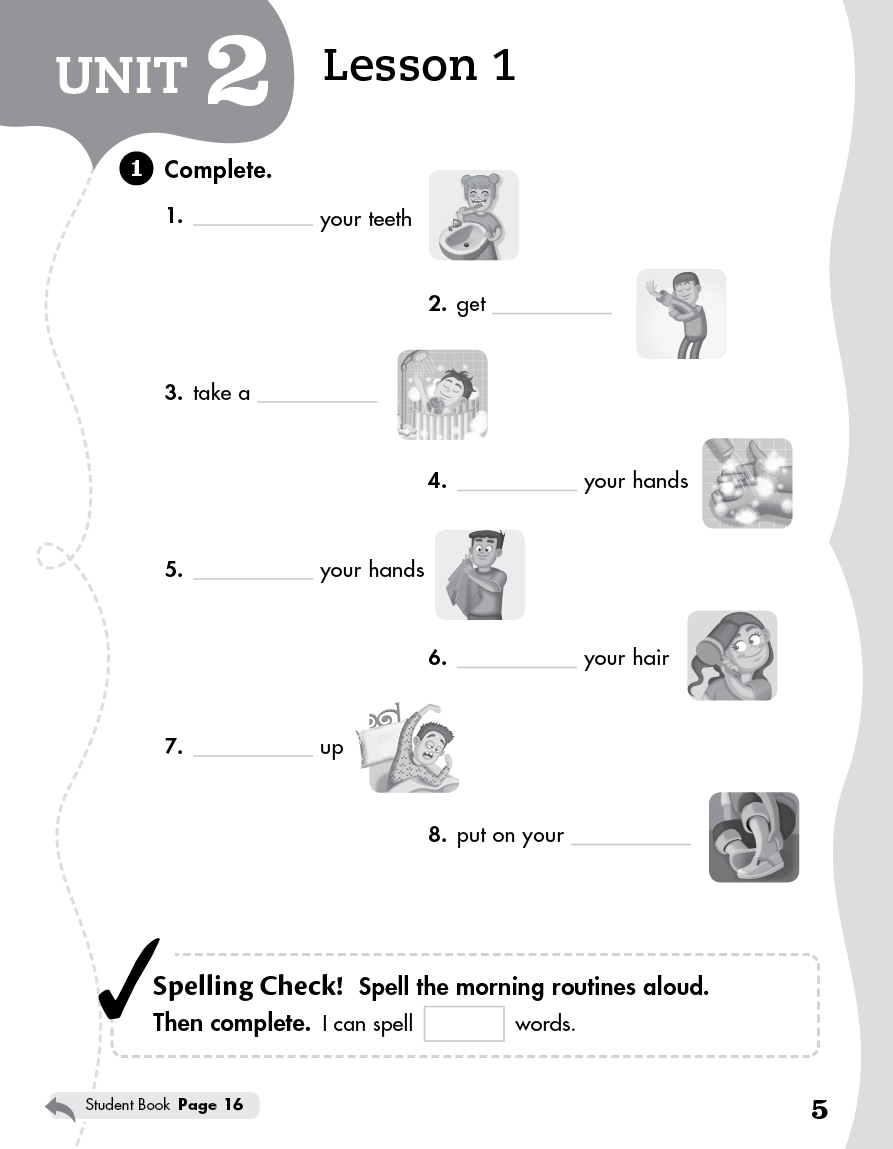 UNIT 2 Lesson 1
1 Complete.
1. __________ your teeth
2. get __________
3. take a __________
4. __________ your hands
5. __________ your hands
6. __________ your hair
7. __________ up
8. put on your __________
Spelling Check! Spell the morning routines aloud.
Then complete. I can spell words.
Student Book Page 16
5